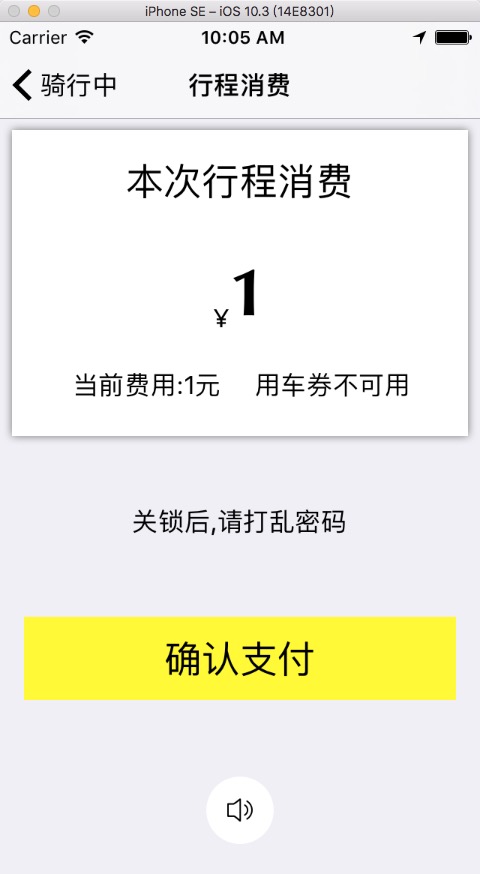 iPhone SE – iOS 10.3 (14E8301)
Carrier 10:05 AM
骑行中 行程消费
本次行程消费
¥1
当前费用:1元 用车券不可用
关锁后,请打乱密码
确认支付